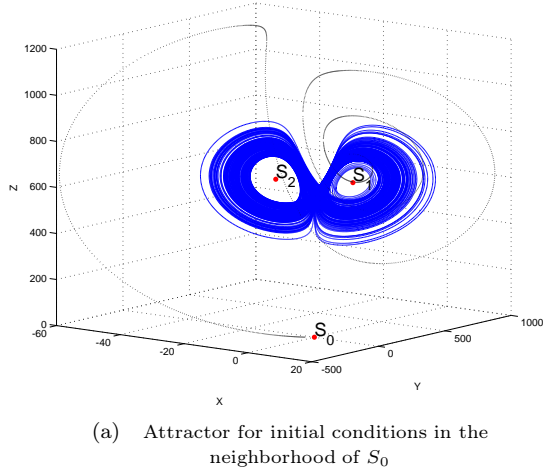 1200
1000
800
600
400
200
0
Z
S2
S1
S0
-60
-40
-20
0
20
X
-500
0
500
1000
Y
(a) Attractor for initial conditions in the
neighborhood of S0